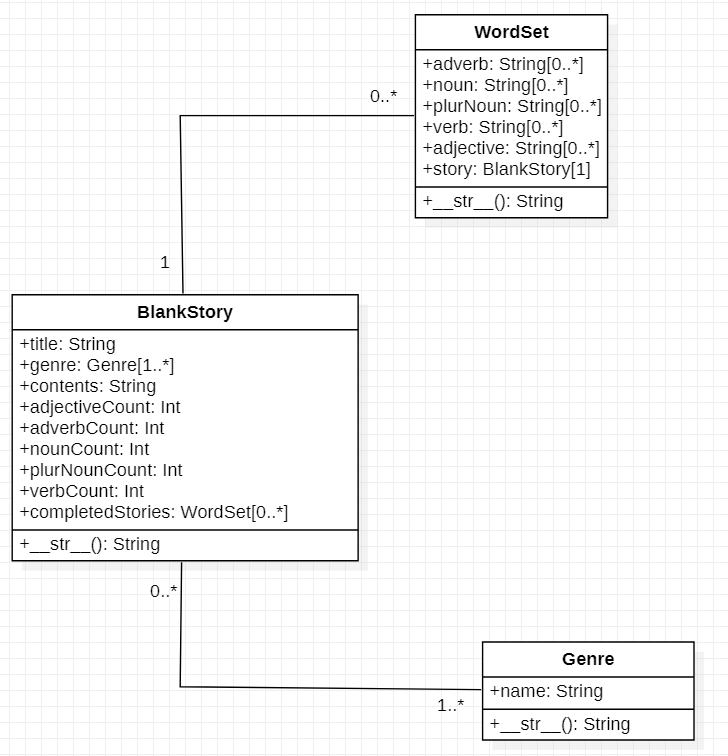 WordSet
+adverb: String[0..*]
+noun: String[0..*]
+plurNoun: String[0..*]
+verb: String[0..*]
+adjective: String[0..*]
+story: BlankStory[1]
+__str__(): String
0..*
1
BlankStory
+title: String
+genre: Genre[1..*]
+contents: String
+adjectiveCount: Int
+adverbCount: Int
+nounCount: Int
+plurNounCount: Int
+verbCount: Int
+completedStories: WordSet[0..*]
+__str__(): String
0..*
1..*
Genre
+name: String
+__str__(): String